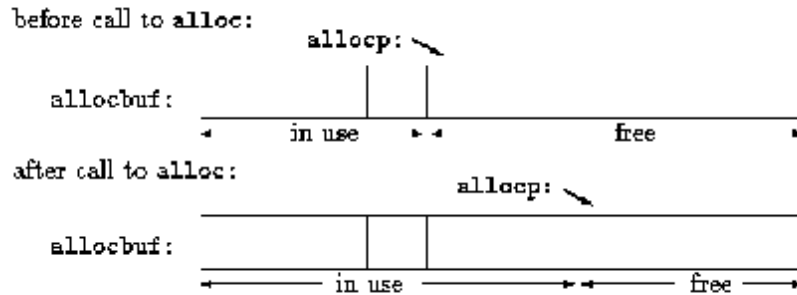 before call to alloc:
allocp:
allocbuf:
in use free
after call to alloc:
allocp:
allocbuf:
in use free